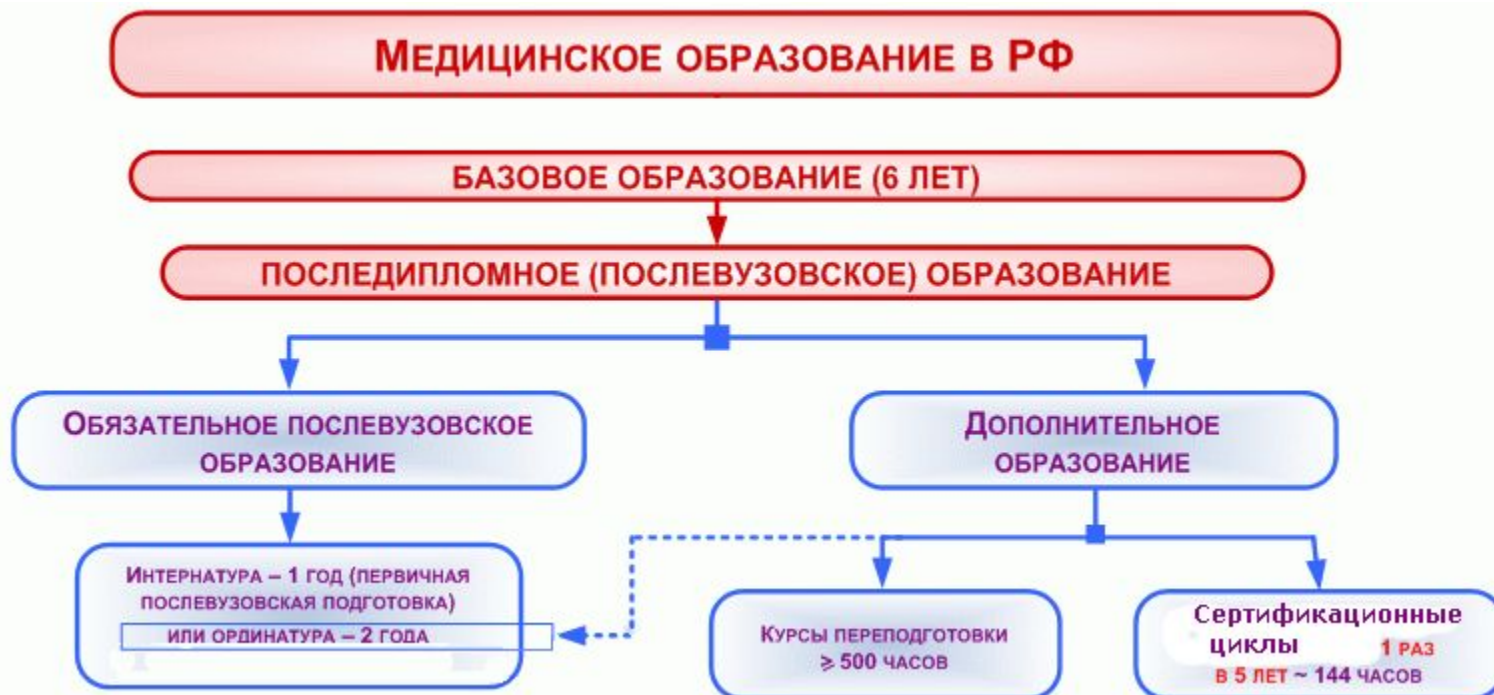 МЕДИЦИНСКОЕ ОБРАЗОВАНИЕ В РФ
БАЗОВОЕ ОБРАЗОВАНИЕ (6 ЛЕТ)
ПОСЛЕДИПЛОМНОЕ (ПОСЛЕВУЗОВСКОЕ) ОБРАЗОВАНИЕ
ОБЯЗАТЕЛЬНОЕ ПОСЛЕВУЗОВСКОЕ
ОБРАЗОВАНИЕ
ДОПОЛНИТЕЛЬНОЕ
ОБРАЗОВАНИЕ
ИНТЕРНАТУРА – 1 ГОД (ПЕРВИЧНАЯ
ПОСЛЕВУЗОВСКАЯ ПОДГОТОВКА)
ИЛИ ОРДИНАТУРА – 2 ГОДА
КУРСЫ ПЕРЕПОДГОТОВКИ
⩾ 500 ЧАСОВ
Сертификационные
циклы 1 РАЗ
В 5 ЛЕТ ~ 144 ЧАСОВ